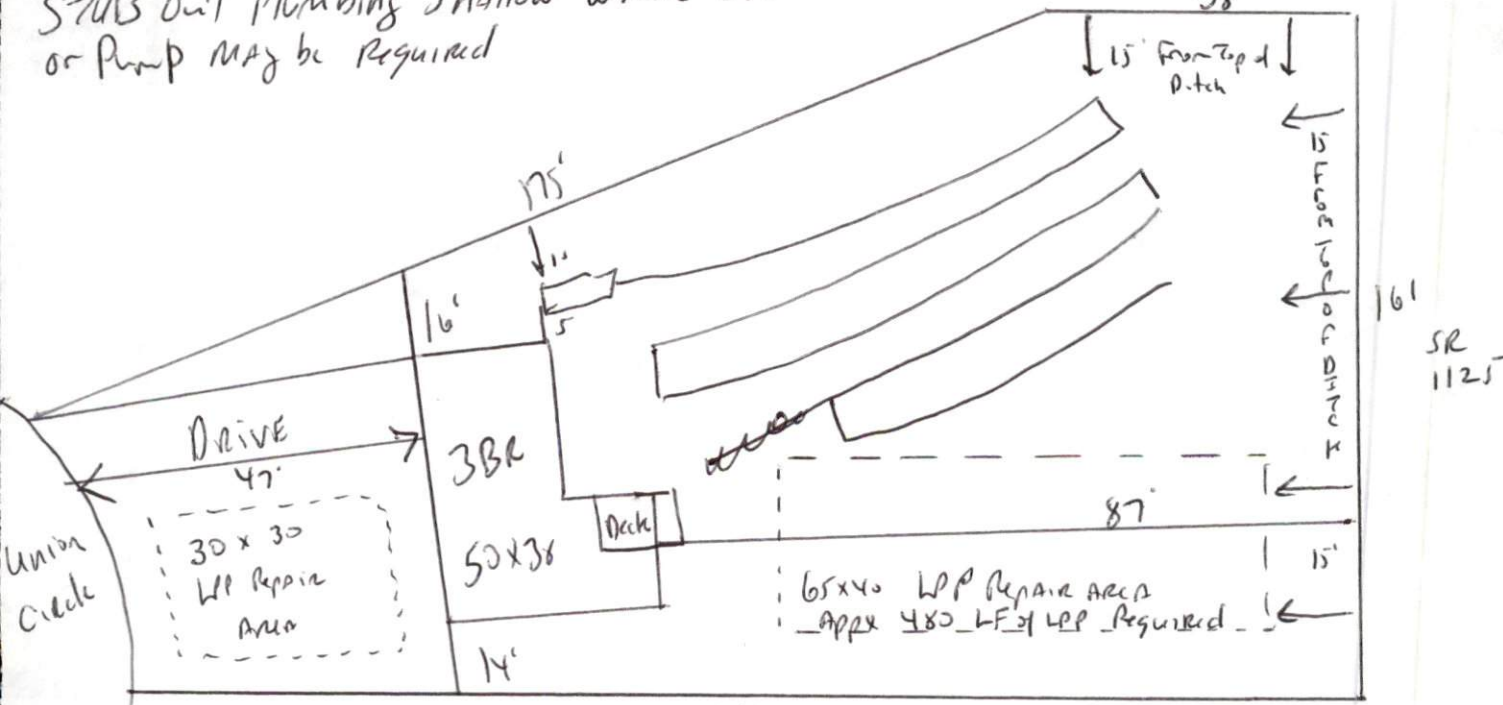 or Pump MAy be Required
15' From Top of
Ditch
175'
15 FROM TOP OF DITCH
16'
5
161
SR
1125
DRIVE
47'
3BR
Deck
87'
Union
Circle
30 x 30
LPP Repair
Area
50x38
15'
65x40 LPP Repair Area
Appx 480 LF of LPP Required
14'